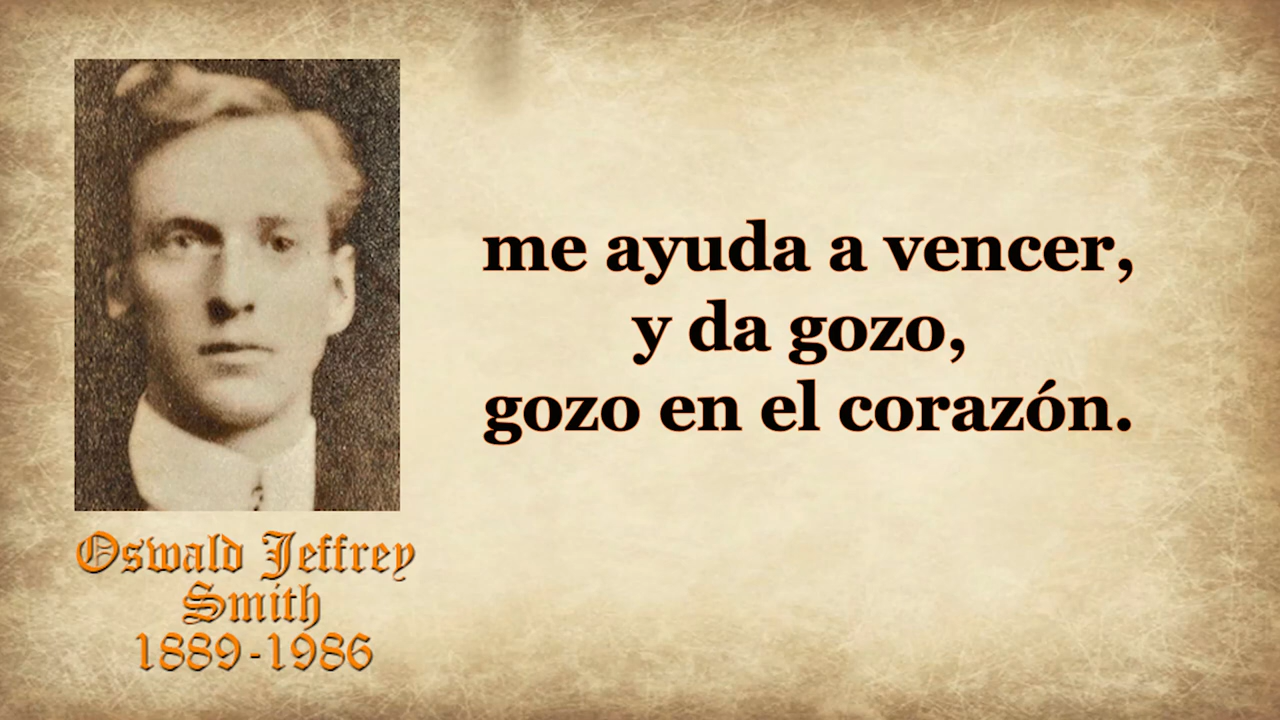 me ayuda a vencer,
y da gozo,
gozo en el corazón.
Oswald Jeffrey
Smith
1889-1986